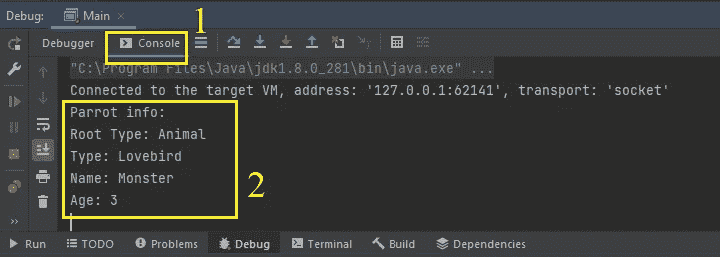 Debug: Main
1
Debugger Console
"C:\Program Files\Java\jdk1.8.0_281\bin\java.exe" ...
Connected to the target VM, address: '127.0.0.1:62141', transport: 'socket'
Parrot info:
Root Type: Animal
Type: Lovebird
Name: Monster
Age: 3
2
Run TODO Problems Debug Terminal Build Dependencies